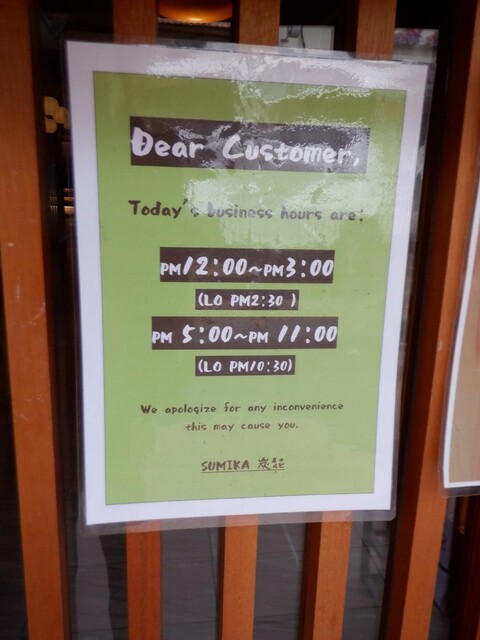 Dear Customer,
Today's business hours are:
PM12:00~PM3:00
(LO PM2:30 )
PM 5:00~PM 11:00
(LO PM10:30)
We apologize for any inconvenience
this may cause you.
SUMIKA 炭花